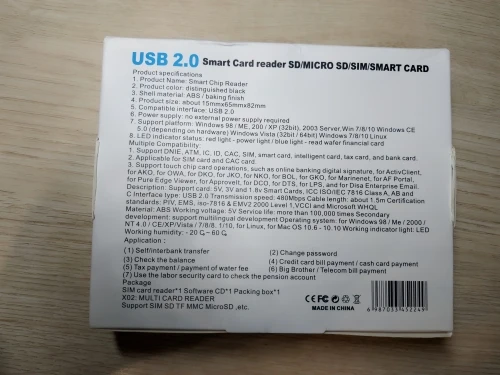 USB 2.0 Smart Card reader SD/MICRO SD/SIM/SMART CARD
Product specifications
1. Product Name: Smart Chip Reader
2. Product color: distinguished black
3. Shell material: ABS / baking finish
4. Product size: about 15mmx65mmx82mm
5. Compatible interface: USB 2.0
6. Power supply: no external power supply required
7. Support platform: Windows 98 / ME, 200 / XP (32bit), 2003 Server, Win 7/8/10 Windows CE
5.0 (depending on hardware) Windows Vista (32bit / 64bit) Windows 7/8/10 Linux
8. LED indicator status: red light - power light / blue light - read wafer financial card
Multiple Compatibility:
1. Support DNIE, ATM, IC, ID, CAC, SIM, smart card, intelligent card, tax card, and bank card.
2. Applicable for SIM card and CAC card.
3. Support touch chip card operations, such as online banking digital signature, for ActivClient,
for AKO, for OWA, for DKO, for JKO, for NKO, for BOL, for GKO, for Marinenet, for AF Portal,
for Pure Edge Viewer, for ApproveIt, for DCO, for DTS, for LPS, and for Disa Enterprise Email.
Description: Support card: 5V, 3V and 1.8v Smart Cards, ICC ISO/IEC 7816 Class A, AB and
C Interface type: USB 2.0 Transmission speed: 480Mbps Cable length: about 1.5m Certification
standards: PIV, EMS, iso-7816 & EMV2 2000 Level 1,VCCI and Microsoft WHQL
Material: ABS Working voltage: 5V Service life: more than 100,000 times Secondary
development: support multilingual development Operating system: for Windows 98 / Me / 2000 /
NT 4.0 / CE/XP/Vista / 7/8/8. 1/10, for Linux, for Mac OS 10.6 - 10.10 Working indicator light: LED
Working humidity: - 20 ℃ ~ 60 ℃
Application :
(1) Self/interbank transfer (2) Change password
(3) Check the balance (4) Credit card bill payment / cash card payment
(5) Tax payment / payment of water fee (6) Big Brother / Telecom bill payment
(7) Use the labor security card to check the pension account
Package
SIM card reader*1 Software CD*1 Packing box*1
X02: MULTI CARD READER
Support SIM SD TF MMC MicroSD ,etc.
CE FC
MADE IN CHINA
6987033452049